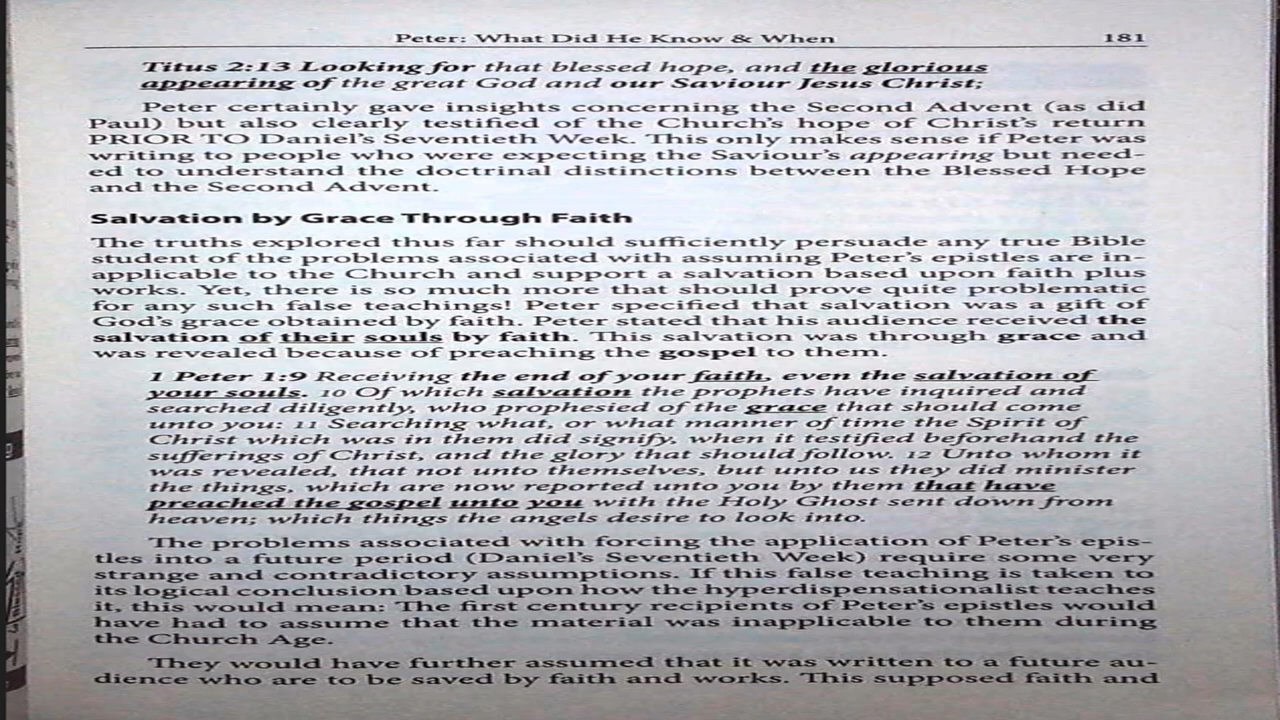 Peter: What Did He Know & When 181
Titus 2:13 Looking for that blessed hope, and the glorious
appearing of the great God and our Saviour Jesus Christ;
Peter certainly gave insights concerning the Second Advent (as did
Paul) but also clearly testified of the Church's hope of Christ's return
PRIOR TO Daniel's Seventieth Week. This only makes sense if Peter was
writing to people who were expecting the Saviour's appearing but need-
ed to understand the doctrinal distinctions between the Blessed Hope
and the Second Advent.
Salvation by Grace Through Faith
The truths explored thus far should sufficiently persuade any true Bible
student of the problems associated with assuming Peter's epistles are in-
applicable to the Church and support a salvation based upon faith plus
works. Yet, there is so much more that should prove quite problematic
for any such false teachings! Peter specified that salvation was a gift of
God's grace obtained by faith. Peter stated that his audience received the
salvation of their souls by faith. This salvation was through grace and
was revealed because of preaching the gospel to them.
1 Peter 1:9 Receiving the end of your faith, even the salvation of
your souls. 10 Of which salvation the prophets have inquired and
searched diligently, who prophesied of the grace that should come
unto you: 11 Searching what, or what manner of time the Spirit of
Christ which was in them did signify, when it testified beforehand the
sufferings of Christ, and the glory that should follow. 12 Unto whom it
was revealed, that not unto themselves, but unto us they did minister
the things, which are now reported unto you by them that have
preached the gospel unto you with the Holy Ghost sent down from
heaven; which things the angels desire to look into.
The problems associated with forcing the application of Peter's epis-
tles into a future period (Daniel's Seventieth Week) require some very
strange and contradictory assumptions. If this false teaching is taken to
its logical conclusion based upon how the hyperdispensationalist teaches
it, this would mean: The first century recipients of Peter's epistles would
have had to assume that the material was inapplicable to them during
the Church Age.
They would have further assumed that it was written to a future au-
dience who are to be saved by faith and works. This supposed faith and